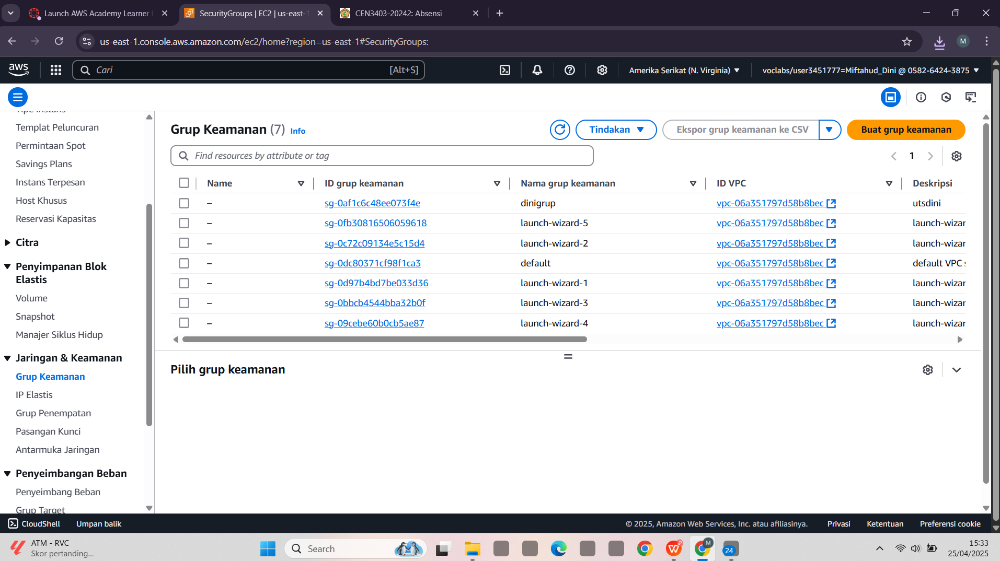 Launch AWS Academy Learner
SecurityGroups | EC2 | us-east-1
CEN3403-20242: Absensi
us-east-1.console.aws.amazon.com/ec2/home?region=us-east-1#SecurityGroups:
M
aws
Cari
[Alt+S]
Amerika Serikat (N. Virginia)
voclabs/user3451777=Miftahud_Dini @ 0582-6424-3875
Tipe Instans
Templat Peluncuran
Permintaan Spot
Savings Plans
Instans Terpesan
Host Khusus
Reservasi Kapasitas
Citra
Penyimpanan Blok
Elastis
Volume
Snapshot
Manajer Siklus Hidup
Jaringan & Keamanan
Grup Keamanan
IP Elastis
Grup Penempatan
Pasangan Kunci
Antarmuka Jaringan
Penyeimbangan Beban
Penyeimbang Beban
Grup Target
Grup Keamanan (7) Info
Tindakan
Ekspor grup keamanan ke CSV
Buat grup keamanan
Find resources by attribute or tag
1
Name ID grup keamanan Nama grup keamanan ID VPC Deskripsi
– sg-0af1c6c48ee073f4e dinigrup vpc-06a351797d58b8bec utsdini
– sg-0fb30816506059618 launch-wizard-5 vpc-06a351797d58b8bec launch-wizar
– sg-0c72c09134e5c15d4 launch-wizard-2 vpc-06a351797d58b8bec launch-wizar
– sg-0dc80371cf98f1ca3 default vpc-06a351797d58b8bec default VPC s
– sg-0d97b4bd7be033d36 launch-wizard-1 vpc-06a351797d58b8bec launch-wizar
– sg-0bbcb4544bba32b0f launch-wizard-3 vpc-06a351797d58b8bec launch-wizar
– sg-09cebe60b0cb5ae87 launch-wizard-4 vpc-06a351797d58b8bec launch-wizar
Pilih grup keamanan
CloudShell
Umpan balik
© 2025, Amazon Web Services, Inc. atau afiliasinya.
Privasi
Ketentuan
Preferensi cookie
ATM - RVC
Skor pertanding...
Search
M
24
15:33
25/04/2025